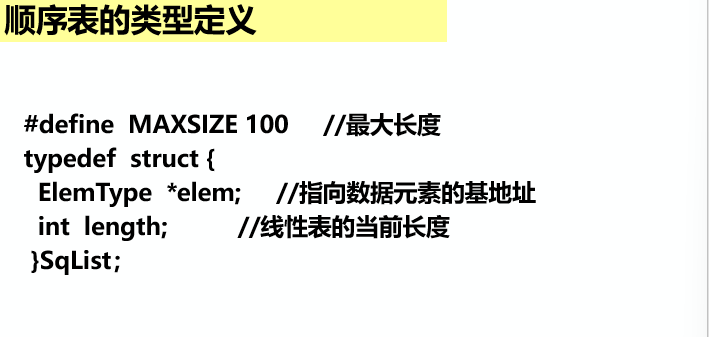 顺序表的类型定义
#define MAXSIZE 100 //最大长度
typedef struct {
ElemType *elem; //指向数据元素的基地址
int length; //线性表的当前长度
}SqList;